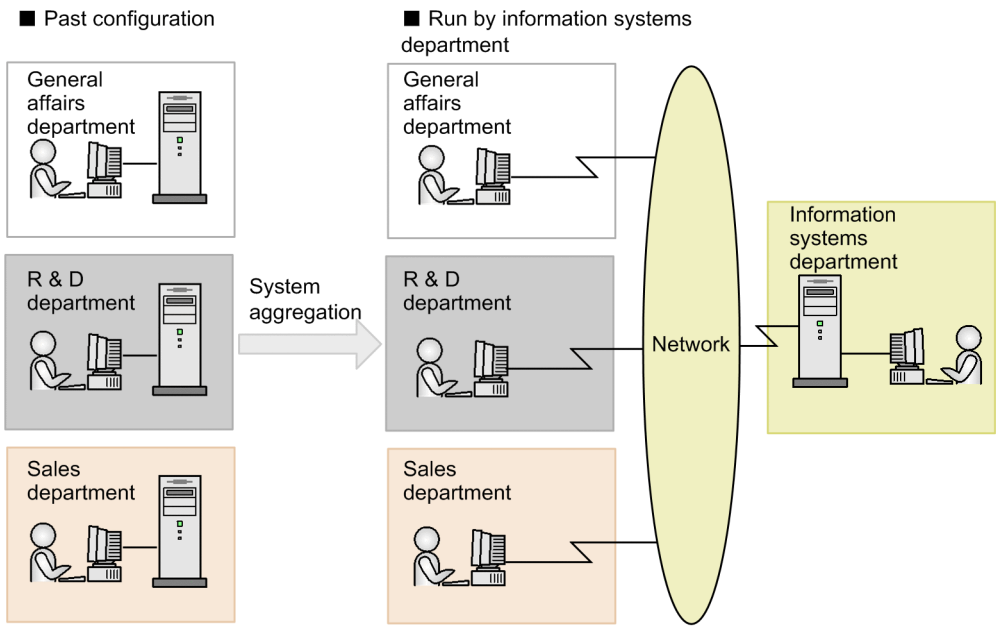 ■ Past configuration
■ Run by information systems
department
General
affairs
department
R & D
department
Sales
department
System
aggregation
General
affairs
department
R & D
department
Sales
department
Network
Information
systems
department